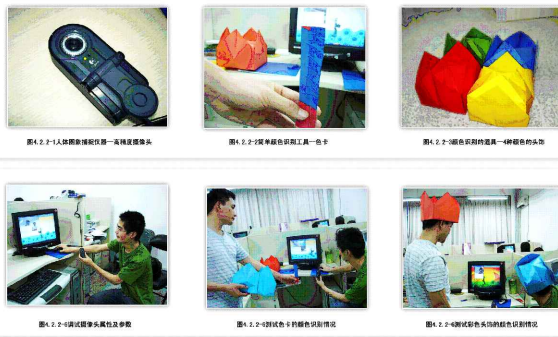 图4.2.2-1人体图象捕捉仪器—高精度摄像头
图4.2.2-2简单颜色识别工具—色卡
图4.2.2-3颜色识别的道具—4种颜色的头饰
图4.2.2-4调试摄像头属性及参数
图4.2.2-5测试色卡的颜色识别情况
图4.2.2-6测试彩色头饰的颜色识别情况